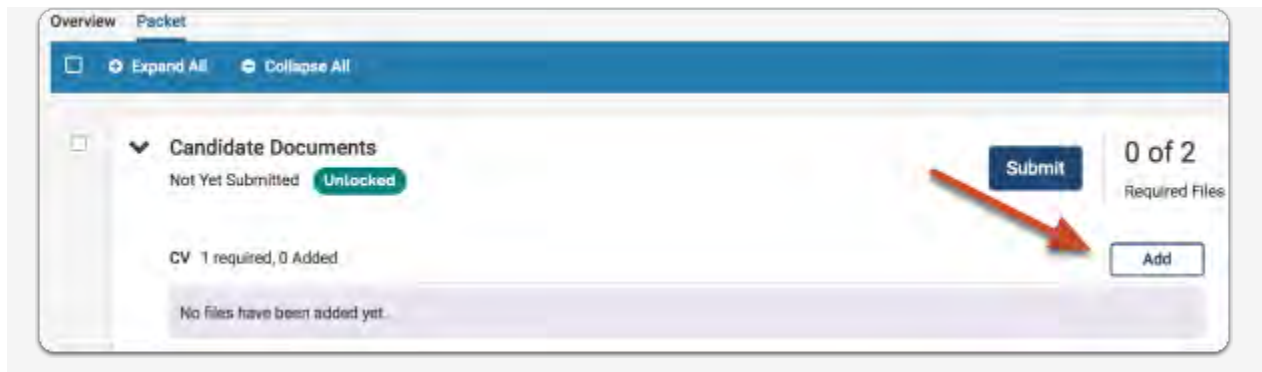 Overview Packet
Expand All Collapse All
Candidate Documents
Submit
0 of 2
Not Yet Submitted Unlocked
Required Files
CV 1 required, 0 Added
Add
No files have been added yet.